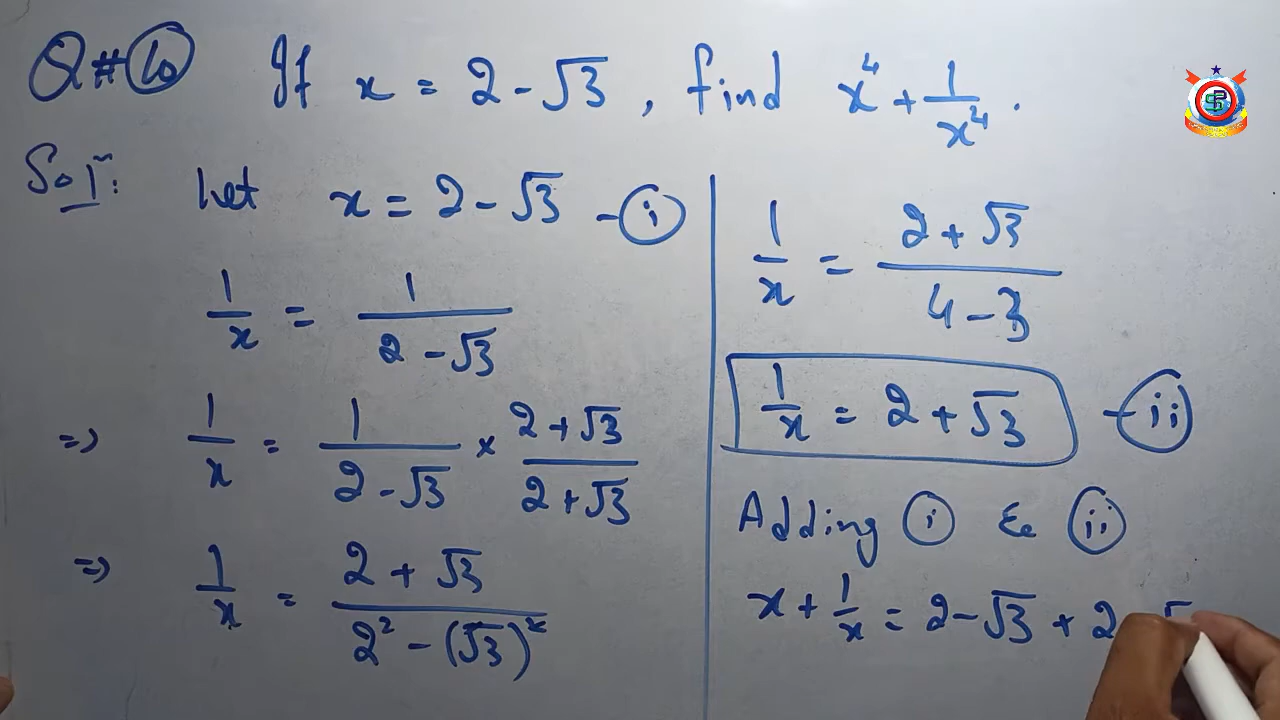 Q#10 If x = 2 - √3, find x⁴ + 1/x⁴.
Solⁿ: Let x = 2 - √3 - (i)
1/x = 1/(2 - √3)
=> 1/x = 1/(2 - √3) × (2 + √3)/(2 + √3)
=> 1/x = (2 + √3)/(2² - (√3)²)
1/x = (2 + √3)/(4 - 3)
1/x = 2 + √3 - (ii)
Adding (i) & (ii)
x + 1/x = 2 - √3 + 2